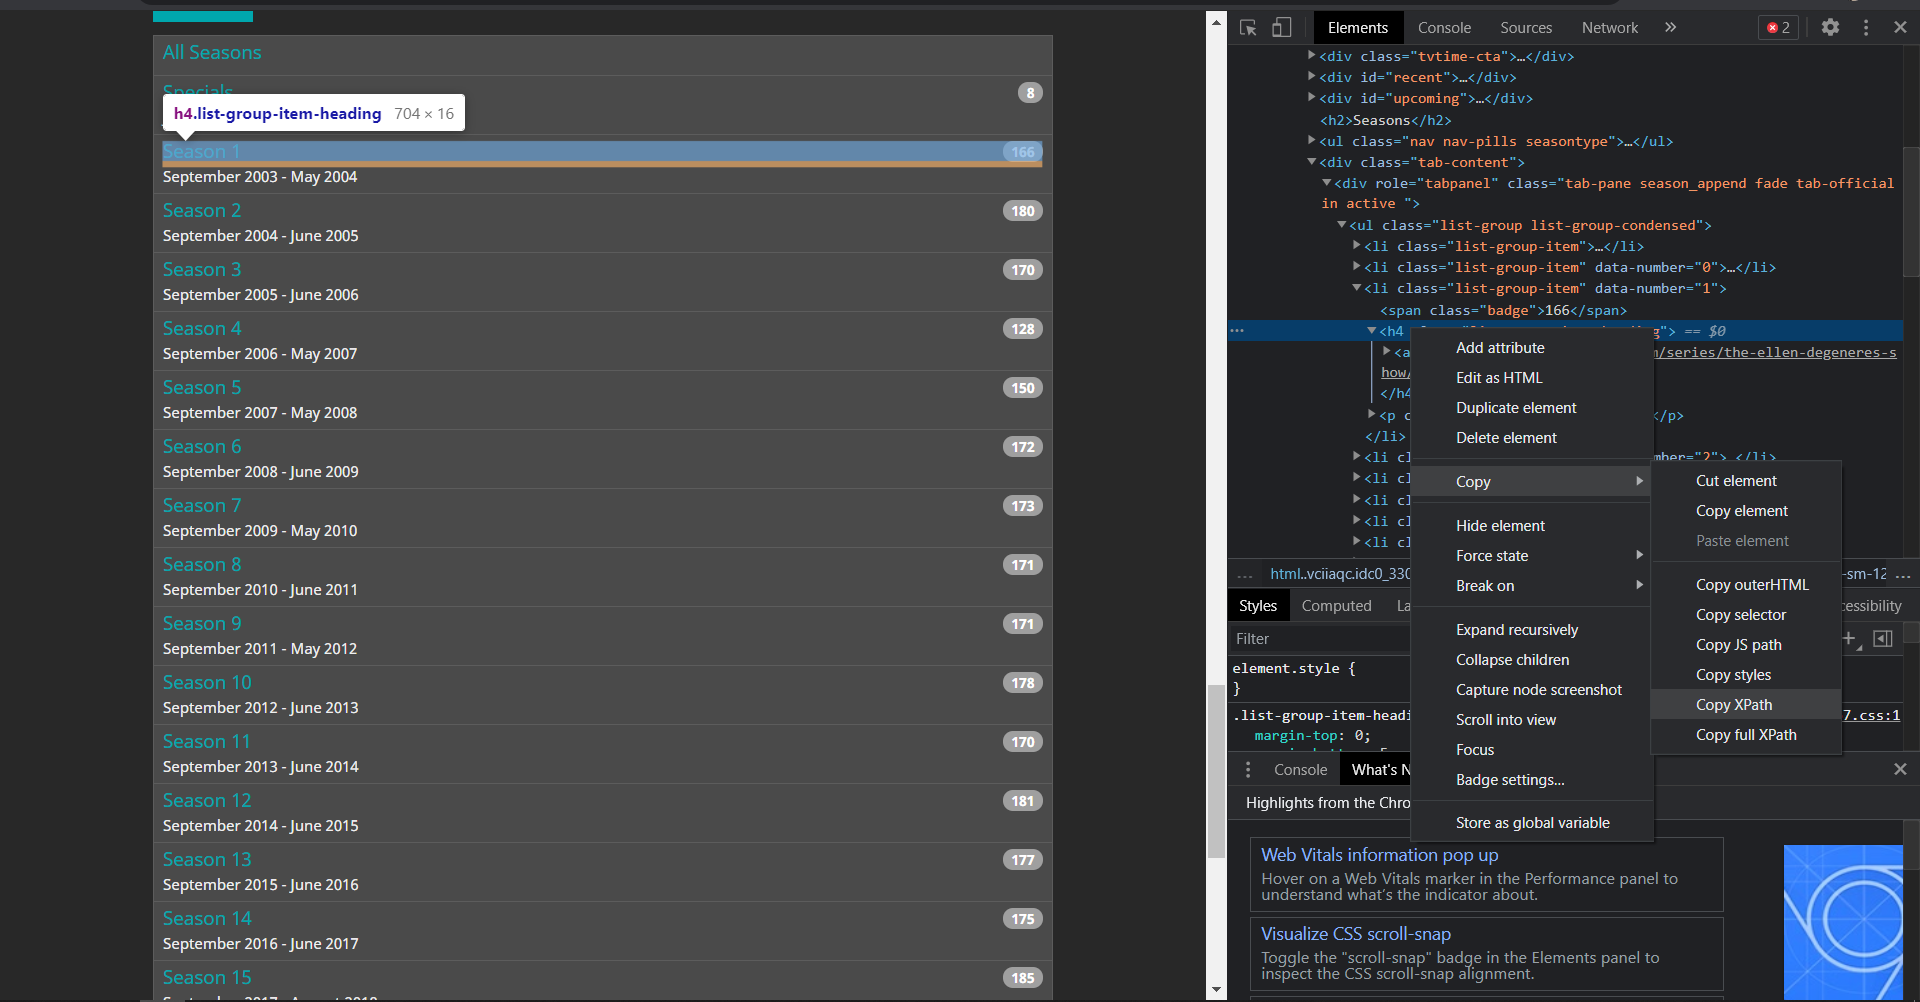 All Seasons
Specials
8
h4.list-group-item-heading 704 × 16
Season 1
166
September 2003 - May 2004
Season 2
180
September 2004 - June 2005
Season 3
170
September 2005 - June 2006
Season 4
128
September 2006 - May 2007
Season 5
150
September 2007 - May 2008
Season 6
172
September 2008 - June 2009
Season 7
173
September 2009 - May 2010
Season 8
171
September 2010 - June 2011
Season 9
171
September 2011 - May 2012
Season 10
178
September 2012 - June 2013
Season 11
170
September 2013 - June 2014
Season 12
181
September 2014 - June 2015
Season 13
177
September 2015 - June 2016
Season 14
175
September 2016 - June 2017
Season 15
185
Elements Console Sources Network » 2
<div class="tvtime-cta">…</div>
<div id="recent">…</div>
<div id="upcoming">…</div>
<h2>Seasons</h2>
<ul class="nav nav-pills seasontype">…</ul>
<div class="tab-content">
<div role="tabpanel" class="tab-pane season_append fade tab-official
in active ">
<ul class="list-group list-group-condensed">
<li class="list-group-item">…</li>
<li class="list-group-item" data-number="0">…</li>
<li class="list-group-item" data-number="1">
<span class="badge">166</span>
<h4
"> == $0
<a
/series/the-ellen-degeneres-s
how/
</h4
<p c
</p>
</li>
<li cl
mber="2"> </li>
<li cl
<li cl
<li cl
<li cl
Add attribute
Edit as HTML
Duplicate element
Delete element
Copy
Hide element
Force state
Break on
Expand recursively
Collapse children
Capture node screenshot
Scroll into view
Focus
Badge settings...
Store as global variable
Cut element
Copy element
Paste element
Copy outerHTML
Copy selector
Copy JS path
Copy styles
Copy XPath
Copy full XPath
... html..vciiaqc.idc0_330
-sm-12 ...
Styles Computed La
cessibility
Filter
element.style {
}
.list-group-item-headi
7.css:1
margin-top: 0;
Console What's N
Highlights from the Chro
Web Vitals information pop up
Hover on a Web Vitals marker in the Performance panel to
understand what's the indicator about.
Visualize CSS scroll-snap
Toggle the "scroll-snap" badge in the Elements panel to
inspect the CSS scroll-snap alignment.